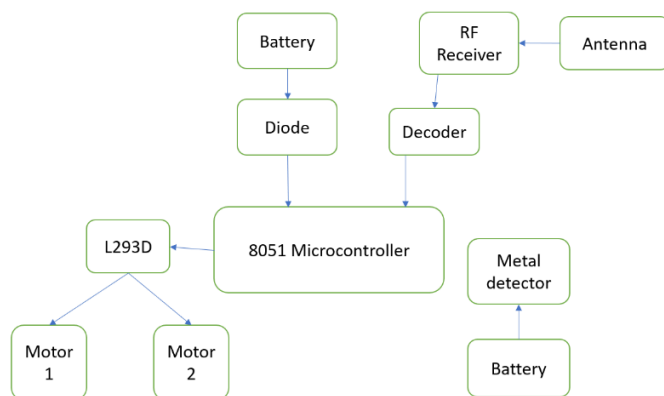 Battery
RF
Receiver
Antenna
Diode
Decoder
L293D
8051 Microcontroller
Metal
detector
Motor
1
Motor
2
Battery